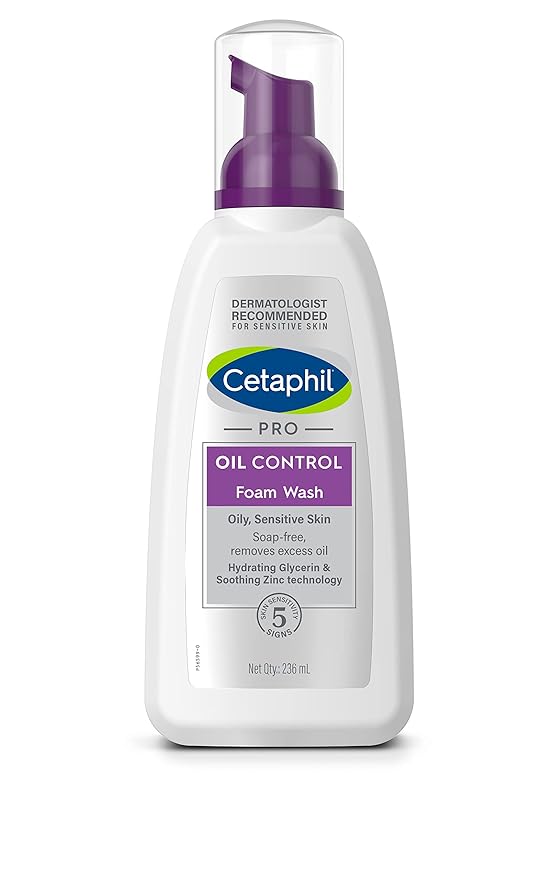 DERMATOLOGIST
RECOMMENDED
FOR SENSITIVE SKIN
Cetaphil®
PRO
OIL CONTROL
Foam Wash
Oily, Sensitive Skin
Soap-free,
removes excess oil
Hydrating Glycerin &
Soothing Zinc technology
SKIN SENSITIVITY
5
SIGNS
Net Qty.: 236 mL